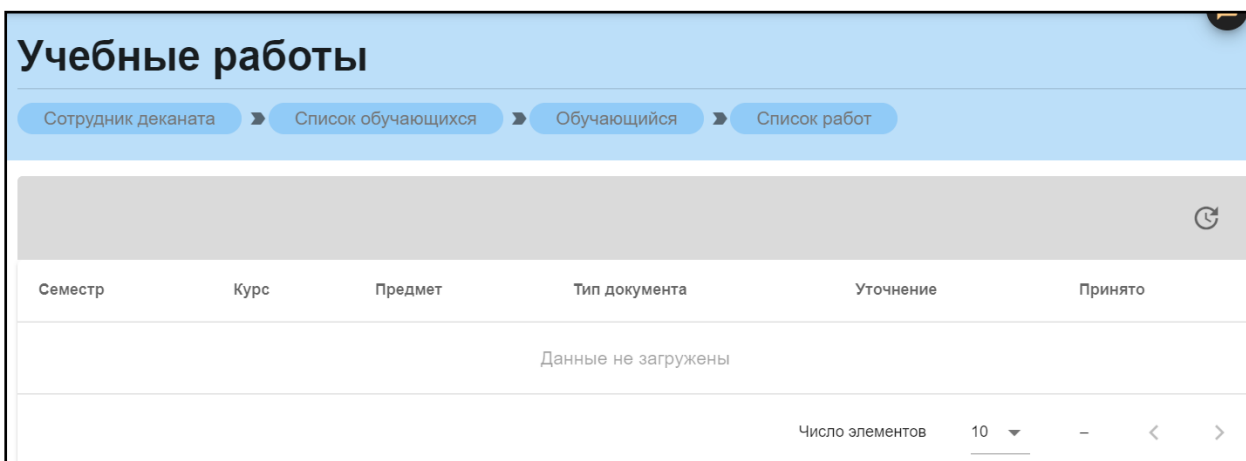 Учебные работы
Сотрудник деканата Список обучающихся Обучающийся Список работ
Семестр Курс Предмет Тип документа Уточнение Принято
Данные не загружены
Число элементов 10 –